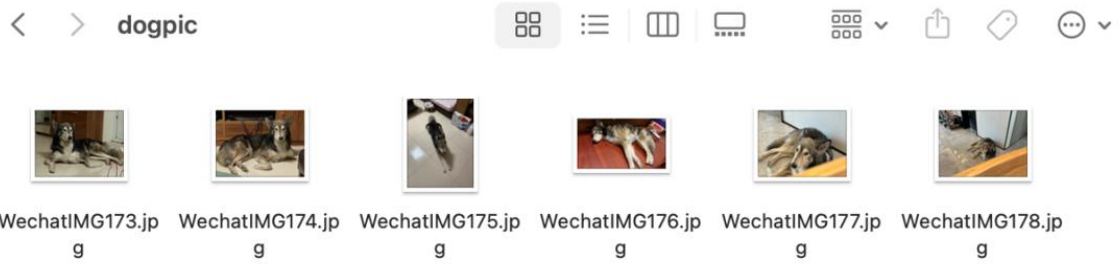 dogpic
WechatIMG173.jp WechatIMG174.jp WechatIMG175.jp WechatIMG176.jp WechatIMG177.jp WechatIMG178.jp
g g g g g g